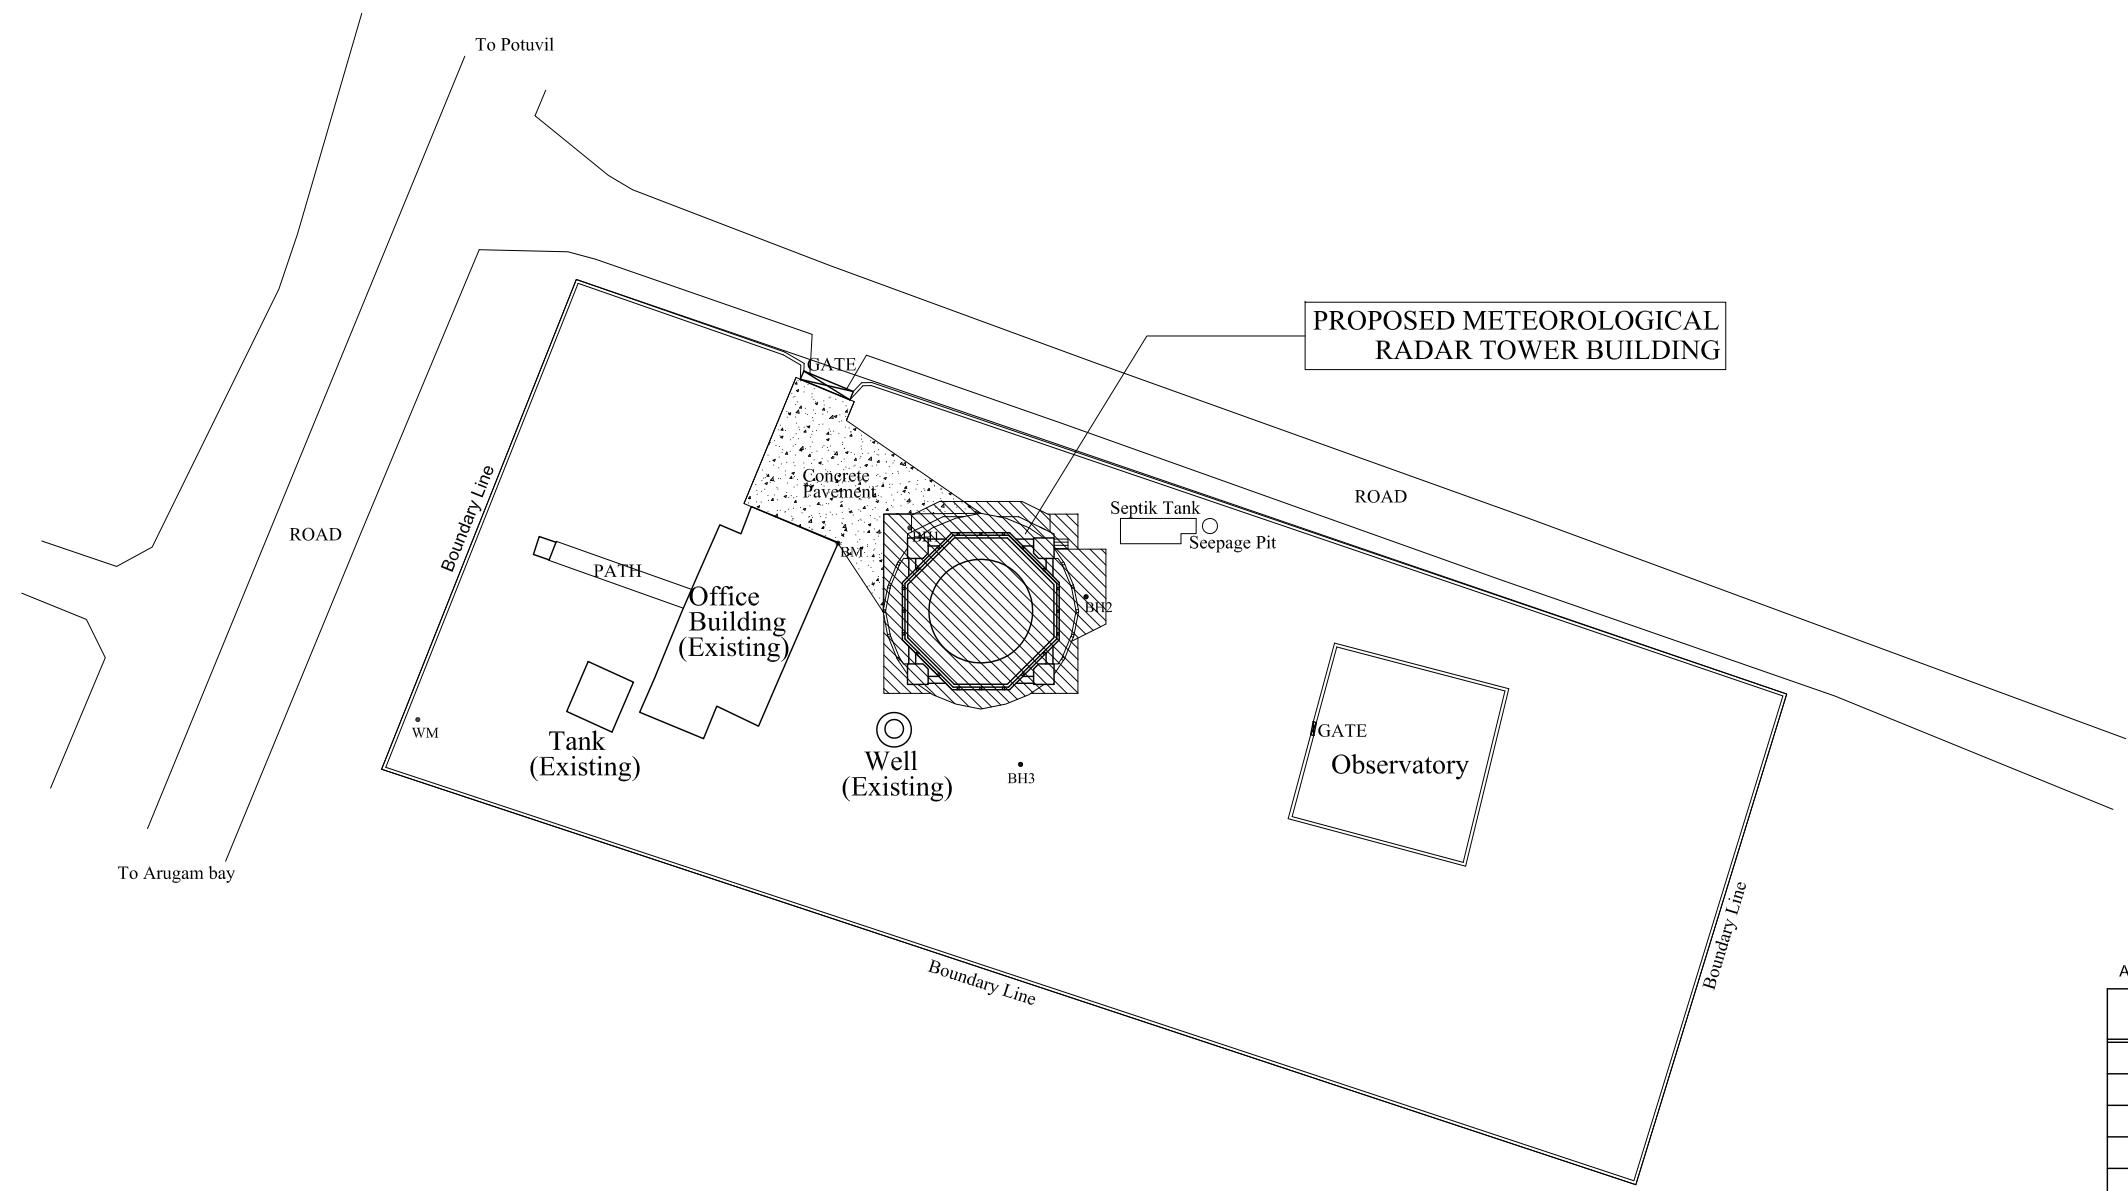 To Potuvil
PROPOSED METEOROLOGICAL
RADAR TOWER BUILDING
GATE
Boundary Line
Concrete
Pavement
ROAD
Septik Tank
Seepage Pit
ROAD
BH1
BM
PATH
Office
Building
(Existing)
BH2
WM
Tank
(Existing)
Well
(Existing)
BH3
GATE
Observatory
To Arugam bay
Boundary Line
Boundary Line
A